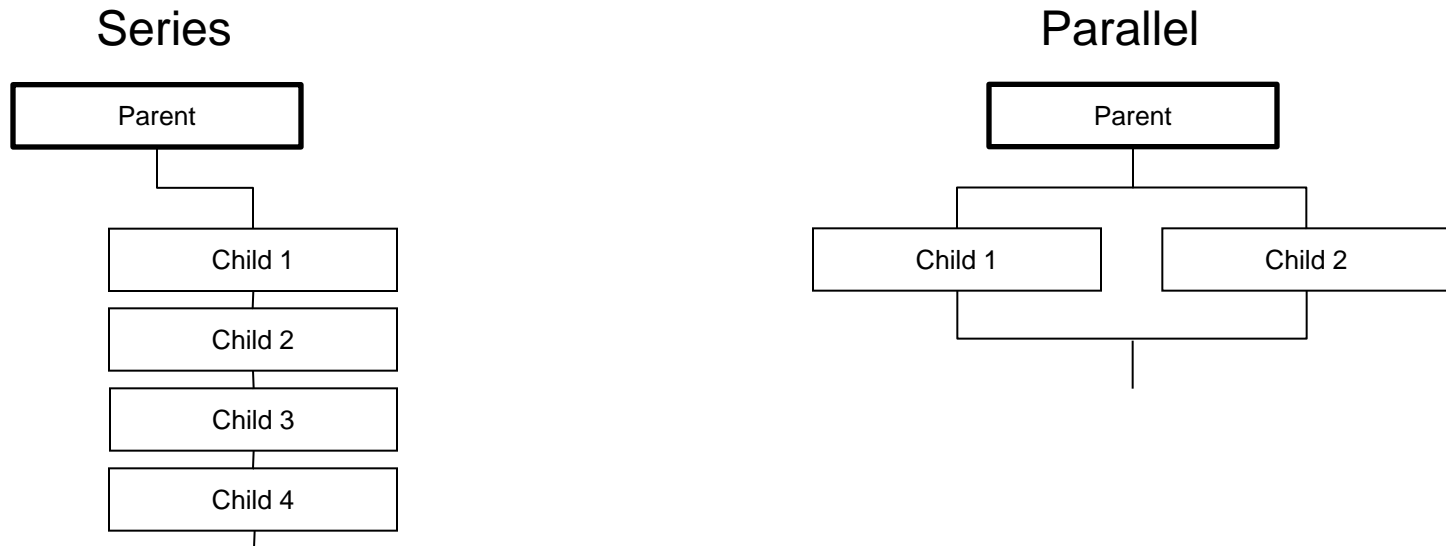 Series
Parent
Child 1
Child 2
Child 3
Child 4
Parallel
Parent
Child 1
Child 2